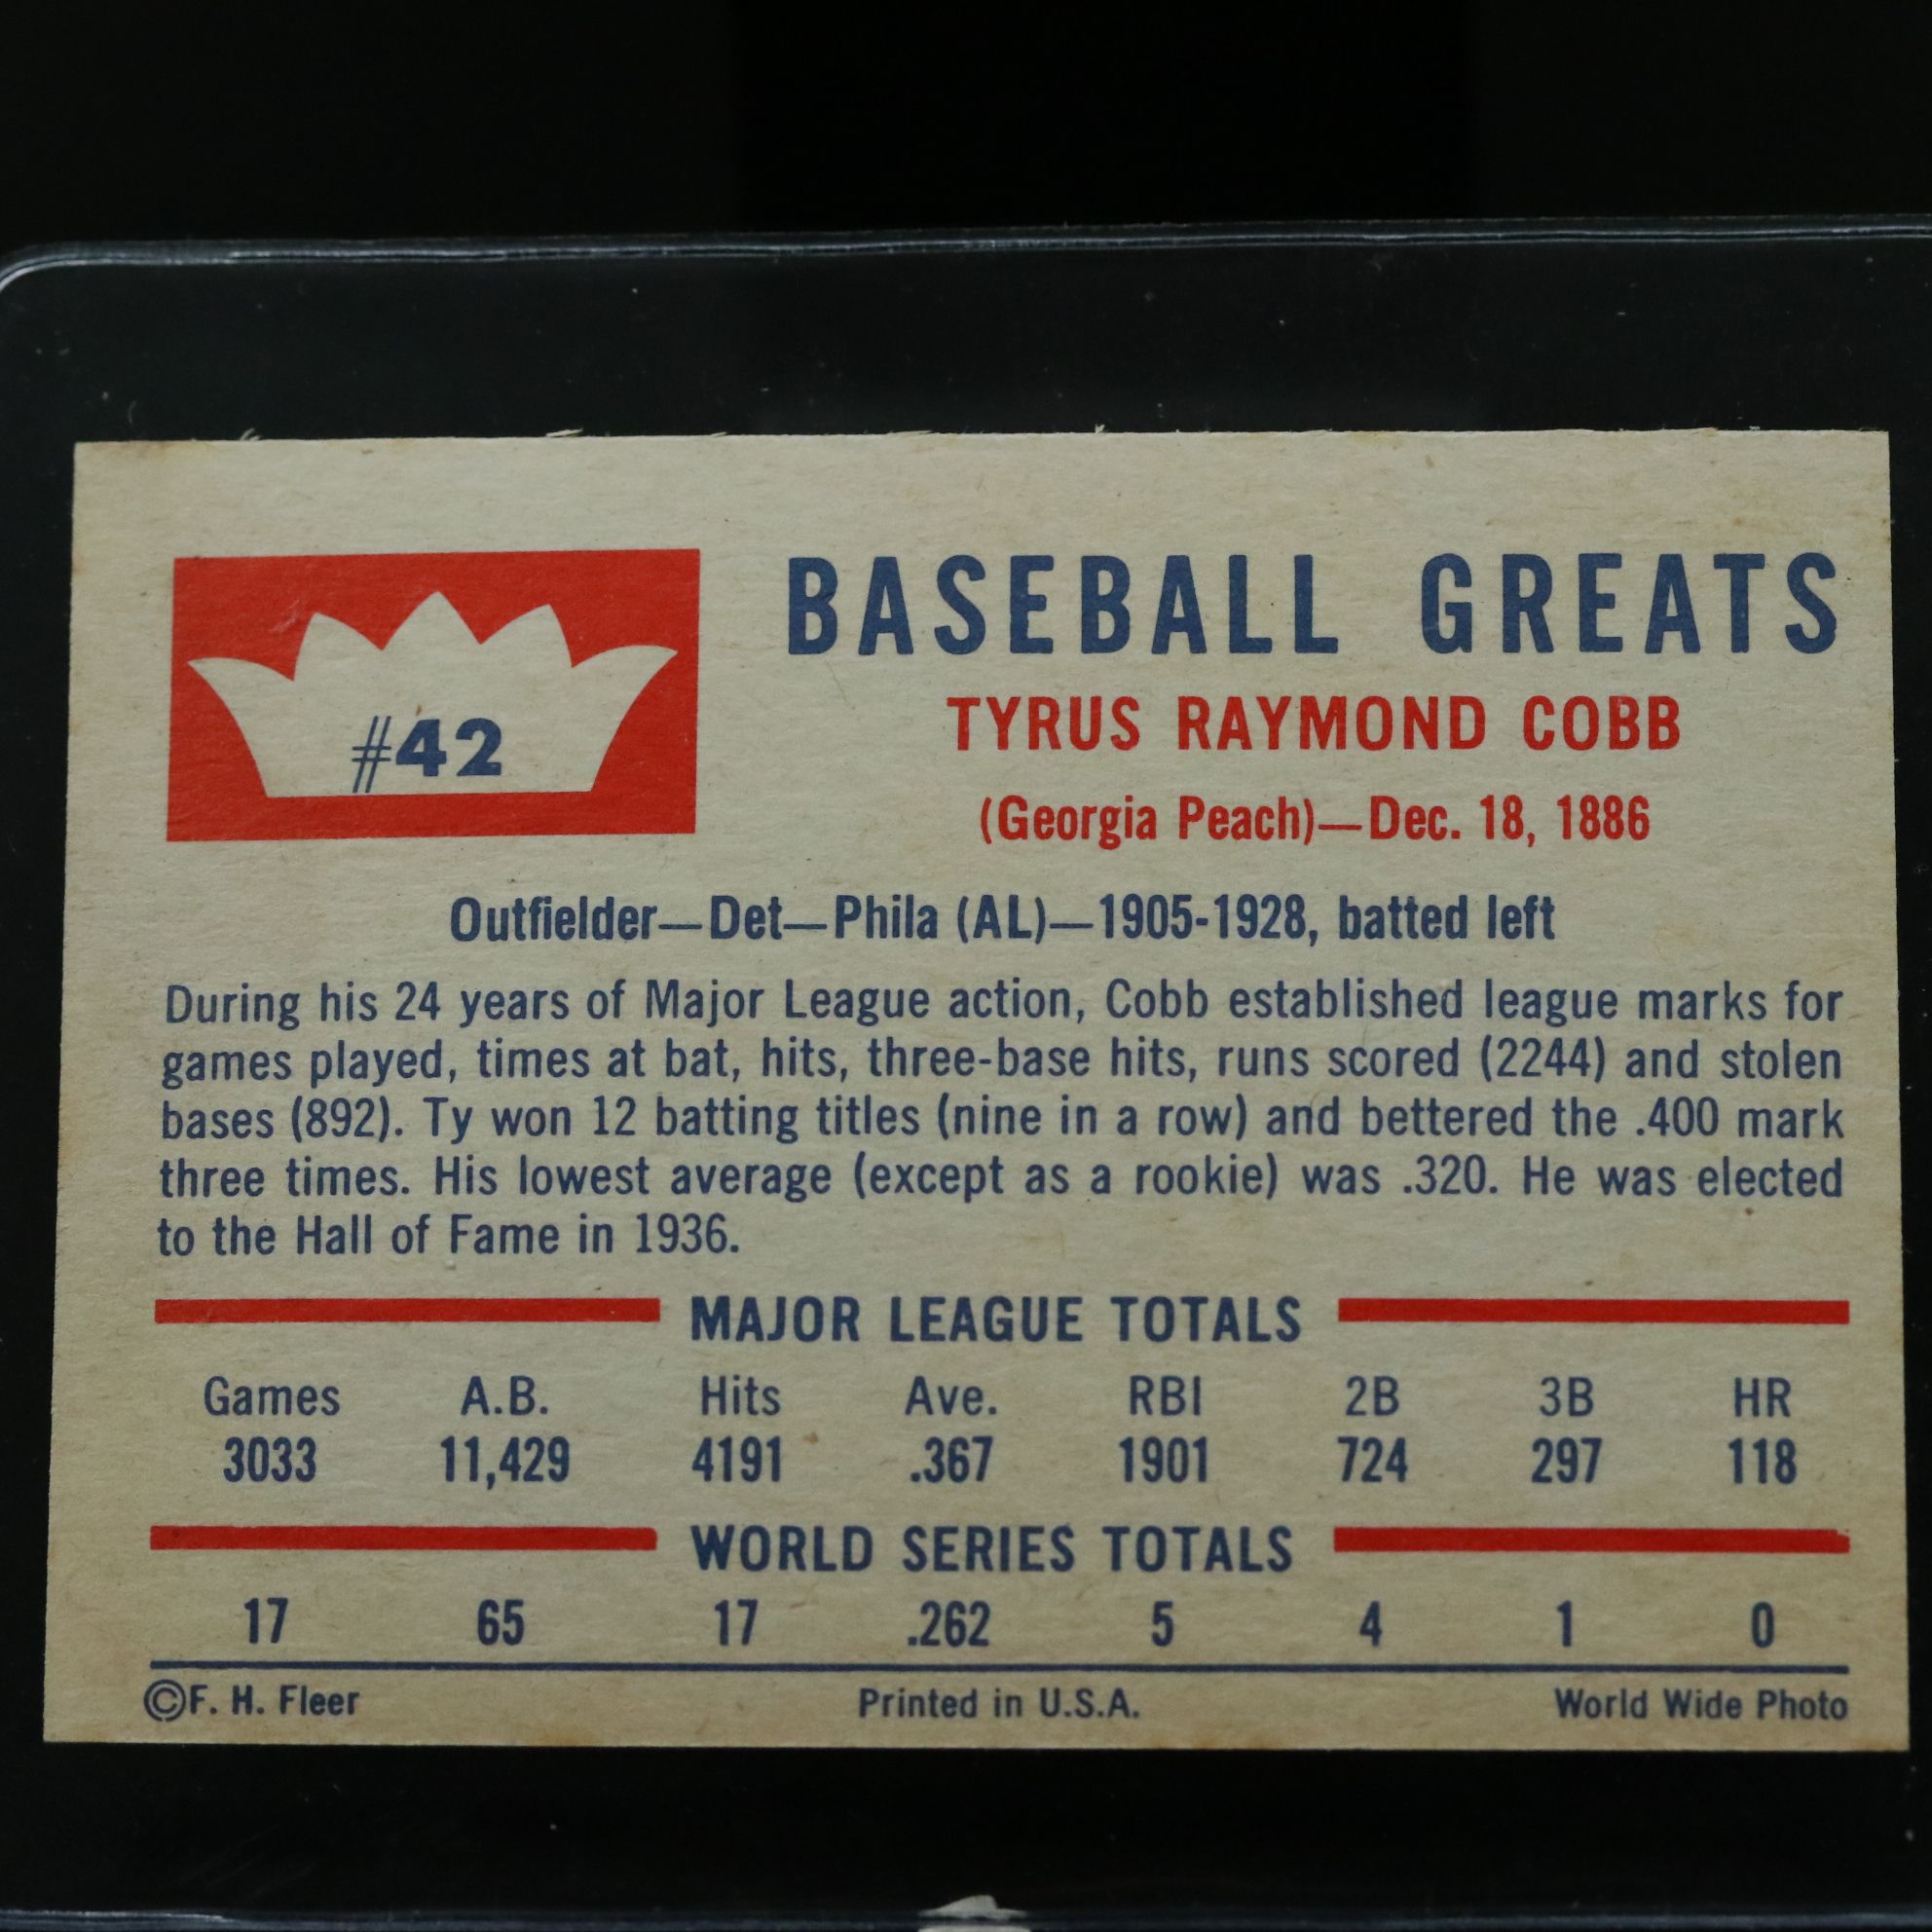 #42
BASEBALL GREATS
TYRUS RAYMOND COBB
(Georgia Peach)—Dec. 18, 1886
Outfielder—Det—Phila (AL)—1905-1928, batted left
During his 24 years of Major League action, Cobb established league marks for
games played, times at bat, hits, three-base hits, runs scored (2244) and stolen
bases (892). Ty won 12 batting titles (nine in a row) and bettered the .400 mark
three times. His lowest average (except as a rookie) was .320. He was elected
to the Hall of Fame in 1936.
MAJOR LEAGUE TOTALS
Games A.B. Hits Ave. RBI 2B 3B HR
3033 11,429 4191 .367 1901 724 297 118
WORLD SERIES TOTALS
17 65 17 .262 5 4 1 0
©F. H. Fleer Printed in U.S.A. World Wide Photo